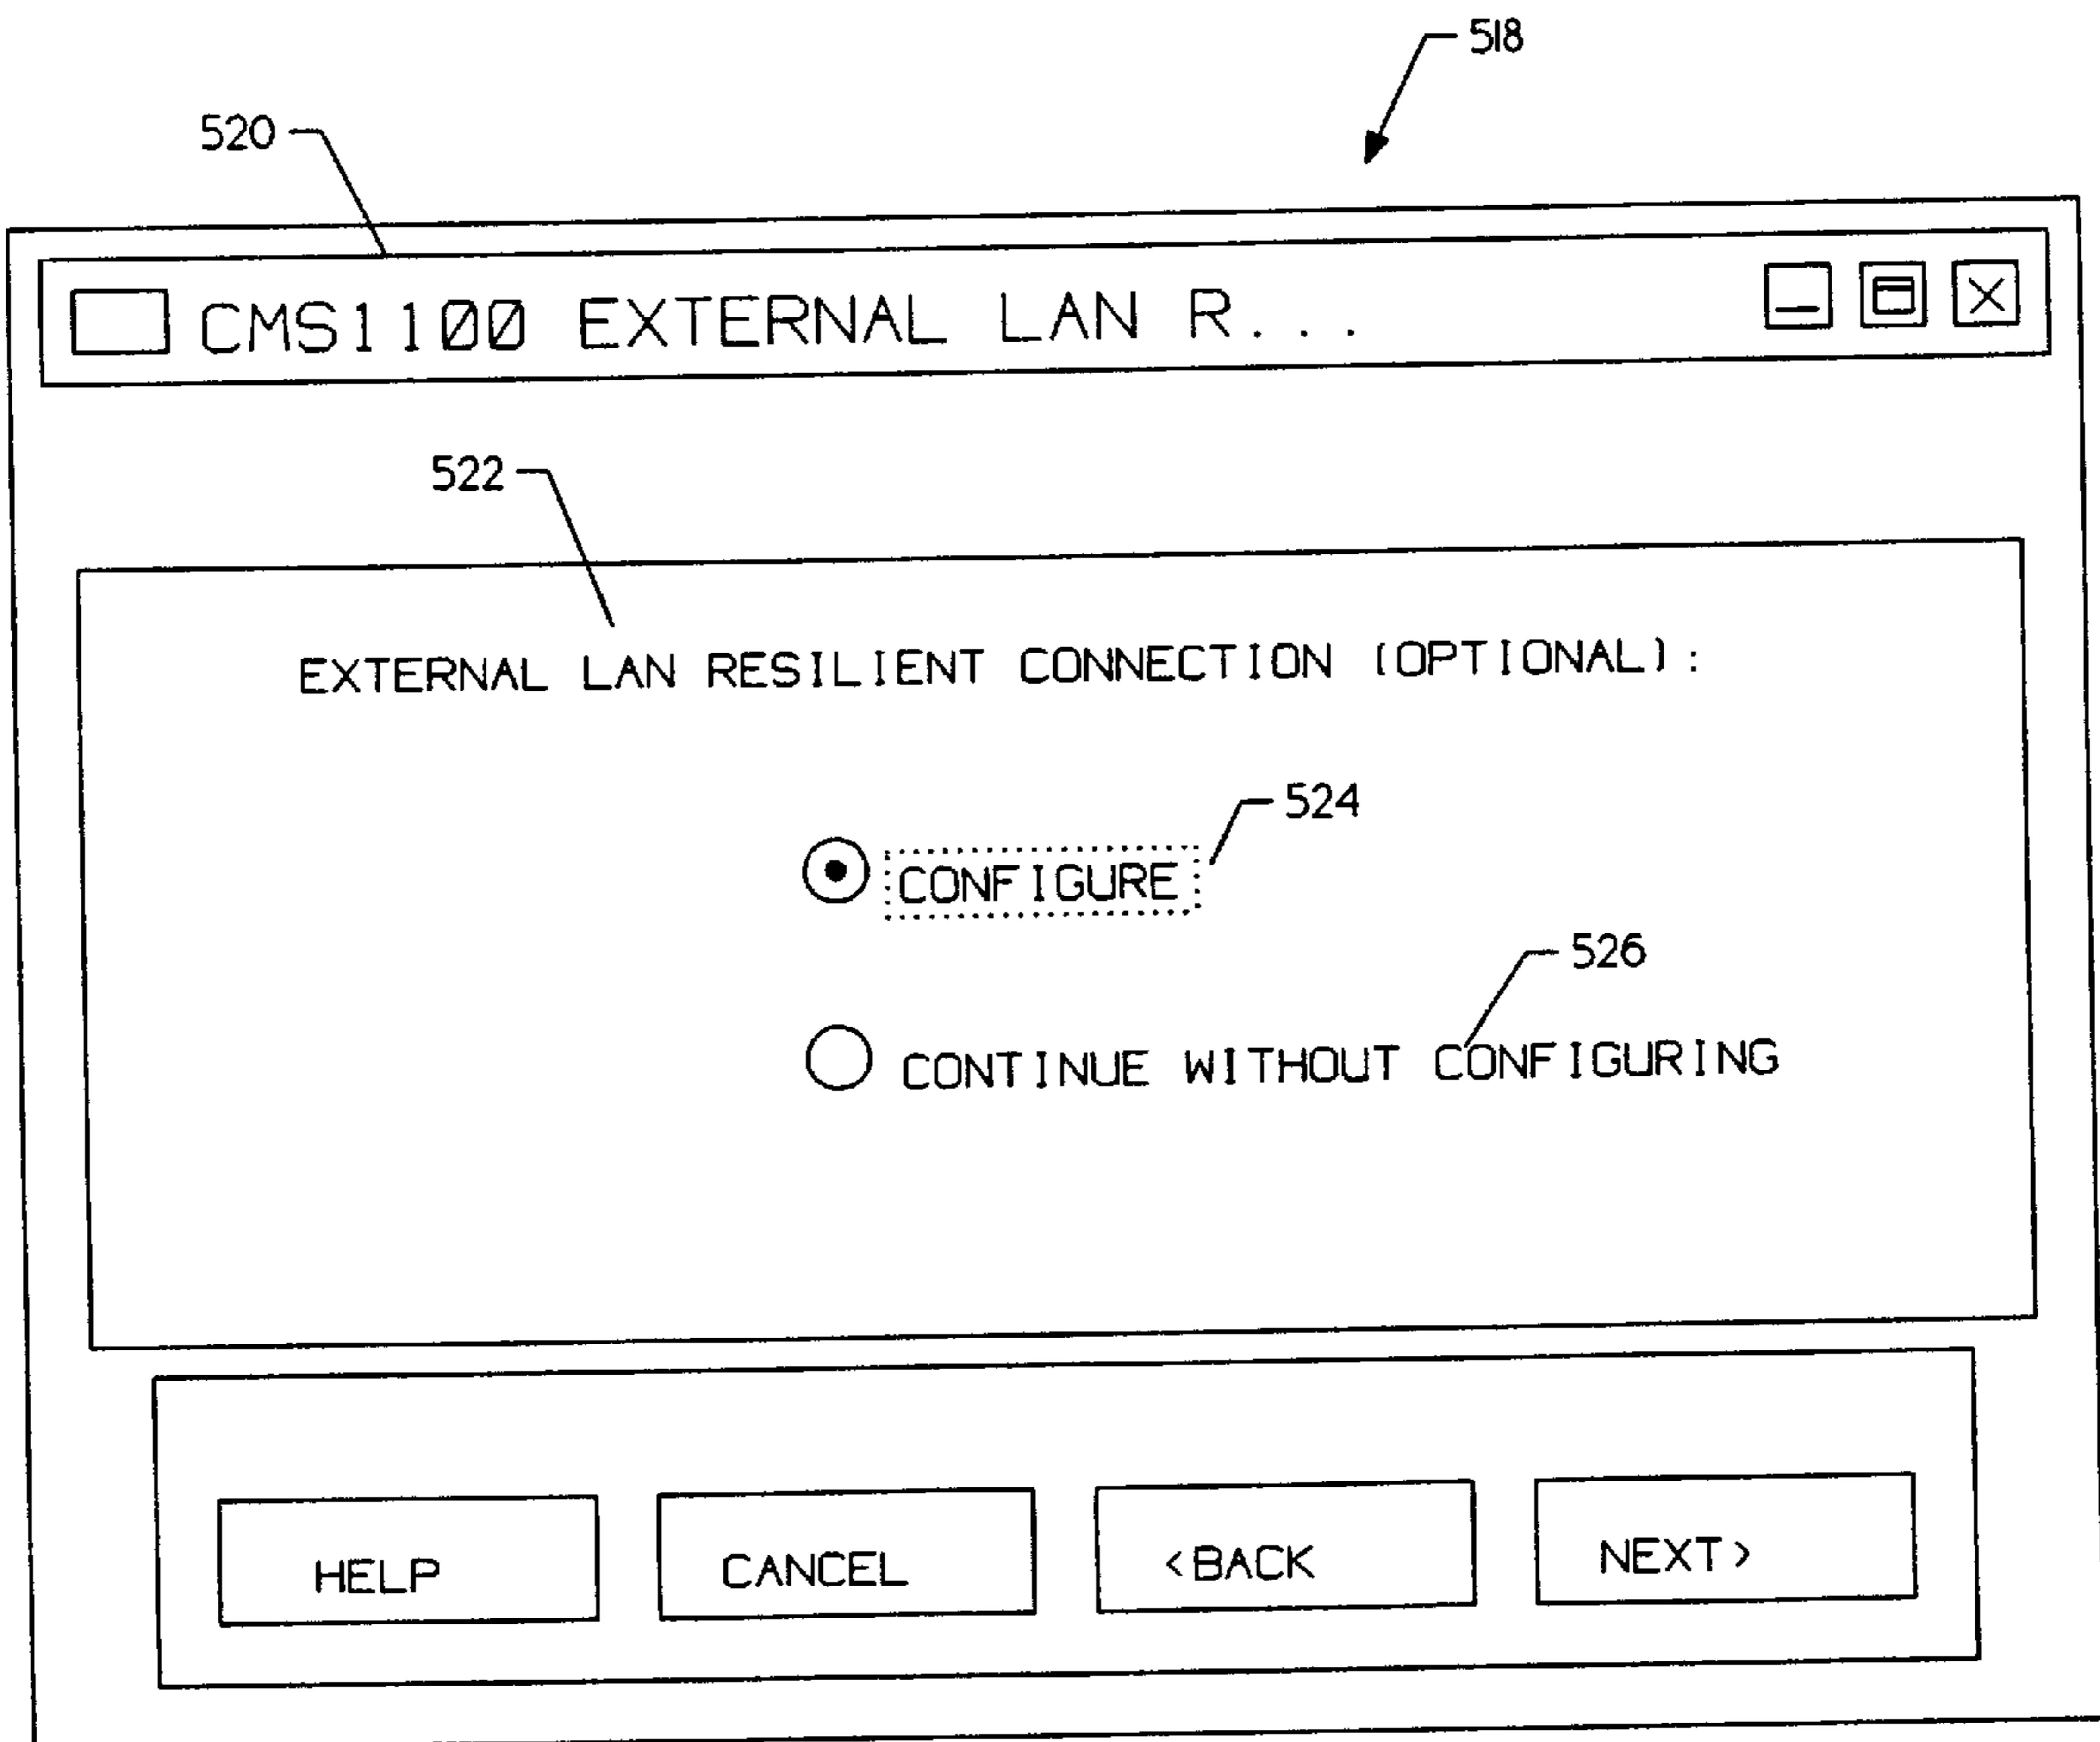 518
520
CMS1100 EXTERNAL LAN R...
522
EXTERNAL LAN RESILIENT CONNECTION (OPTIONAL):
524
CONFIGURE
526
CONTINUE WITHOUT CONFIGURING
HELP CANCEL <BACK NEXT>